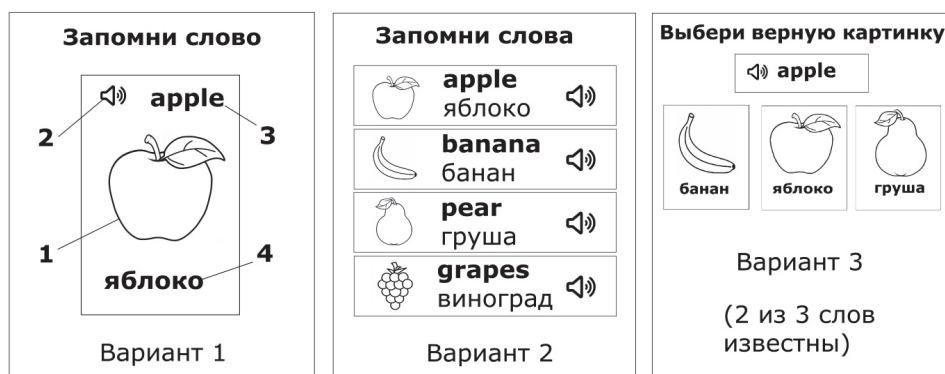 Запомни слово
apple
2
3
1
4
яблоко
Вариант 1
Запомни слова
apple
яблоко
banana
банан
pear
груша
grapes
виноград
Вариант 2
Выбери верную картинку
apple
банан
яблоко
груша
Вариант 3
(2 из 3 слов
известны)